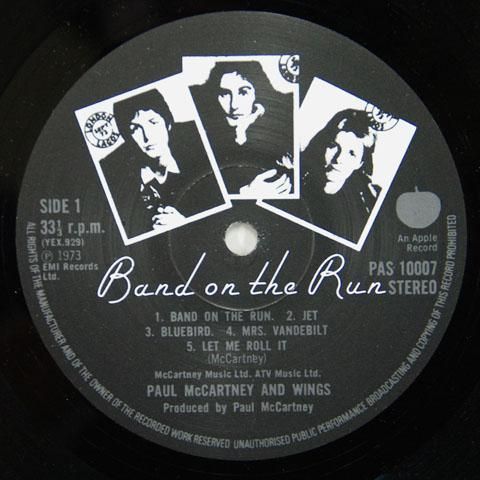 LONDON
LAGOS
SIDE 1
33⅓ r.p.m.
(YEX.929)
℗ 1973
EMI Records
Ltd.
An Apple
Record
PAS 10007
STEREO
Band on the Run
1. BAND ON THE RUN. 2. JET
3. BLUEBIRD. 4. MRS. VANDEBILT
5. LET ME ROLL IT
(McCartney)
McCartney Music Ltd. ATV Music Ltd.
PAUL McCARTNEY AND WINGS
Produced by Paul McCartney
ALL RIGHTS OF THE MANUFACTURER AND OF THE OWNER OF THE RECORDED WORK RESERVED UNAUTHORISED PUBLIC PERFORMANCE BROADCASTING AND COPYING OF THIS RECORD PROHIBITED